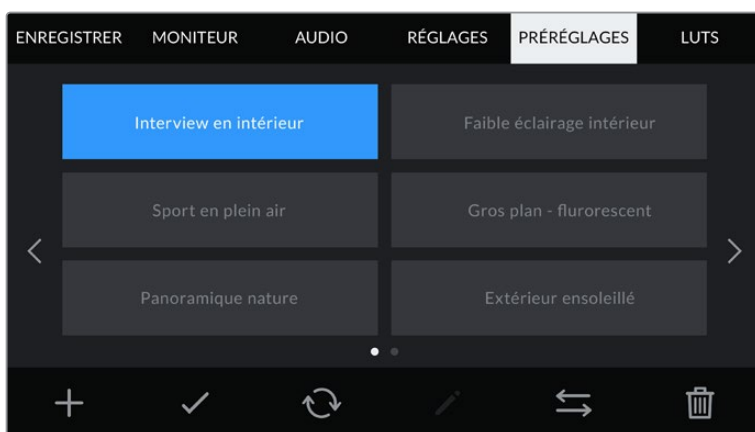 ENREGISTRER MONITEUR AUDIO RÉGLAGES PRÉRÉGLAGES LUTS
Interview en intérieur Faible éclairage intérieur
Sport en plein air Gros plan - flurorescent
Panoramique nature Extérieur ensoleillé